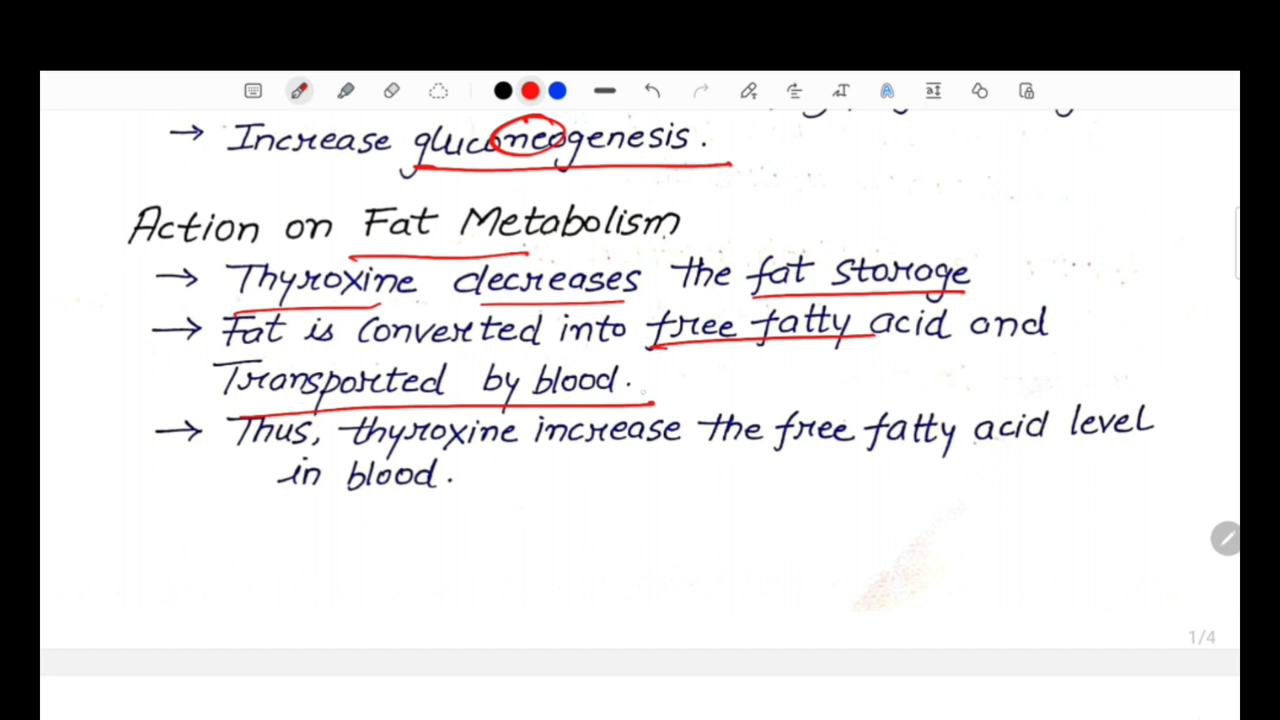 → Increase gluconeogenesis.
Action on Fat Metabolism
→ Thyroxine decreases the fat storage
→ Fat is converted into free fatty acid and
Transported by blood.
→ Thus, thyroxine increase the free fatty acid level
in blood.
1/4